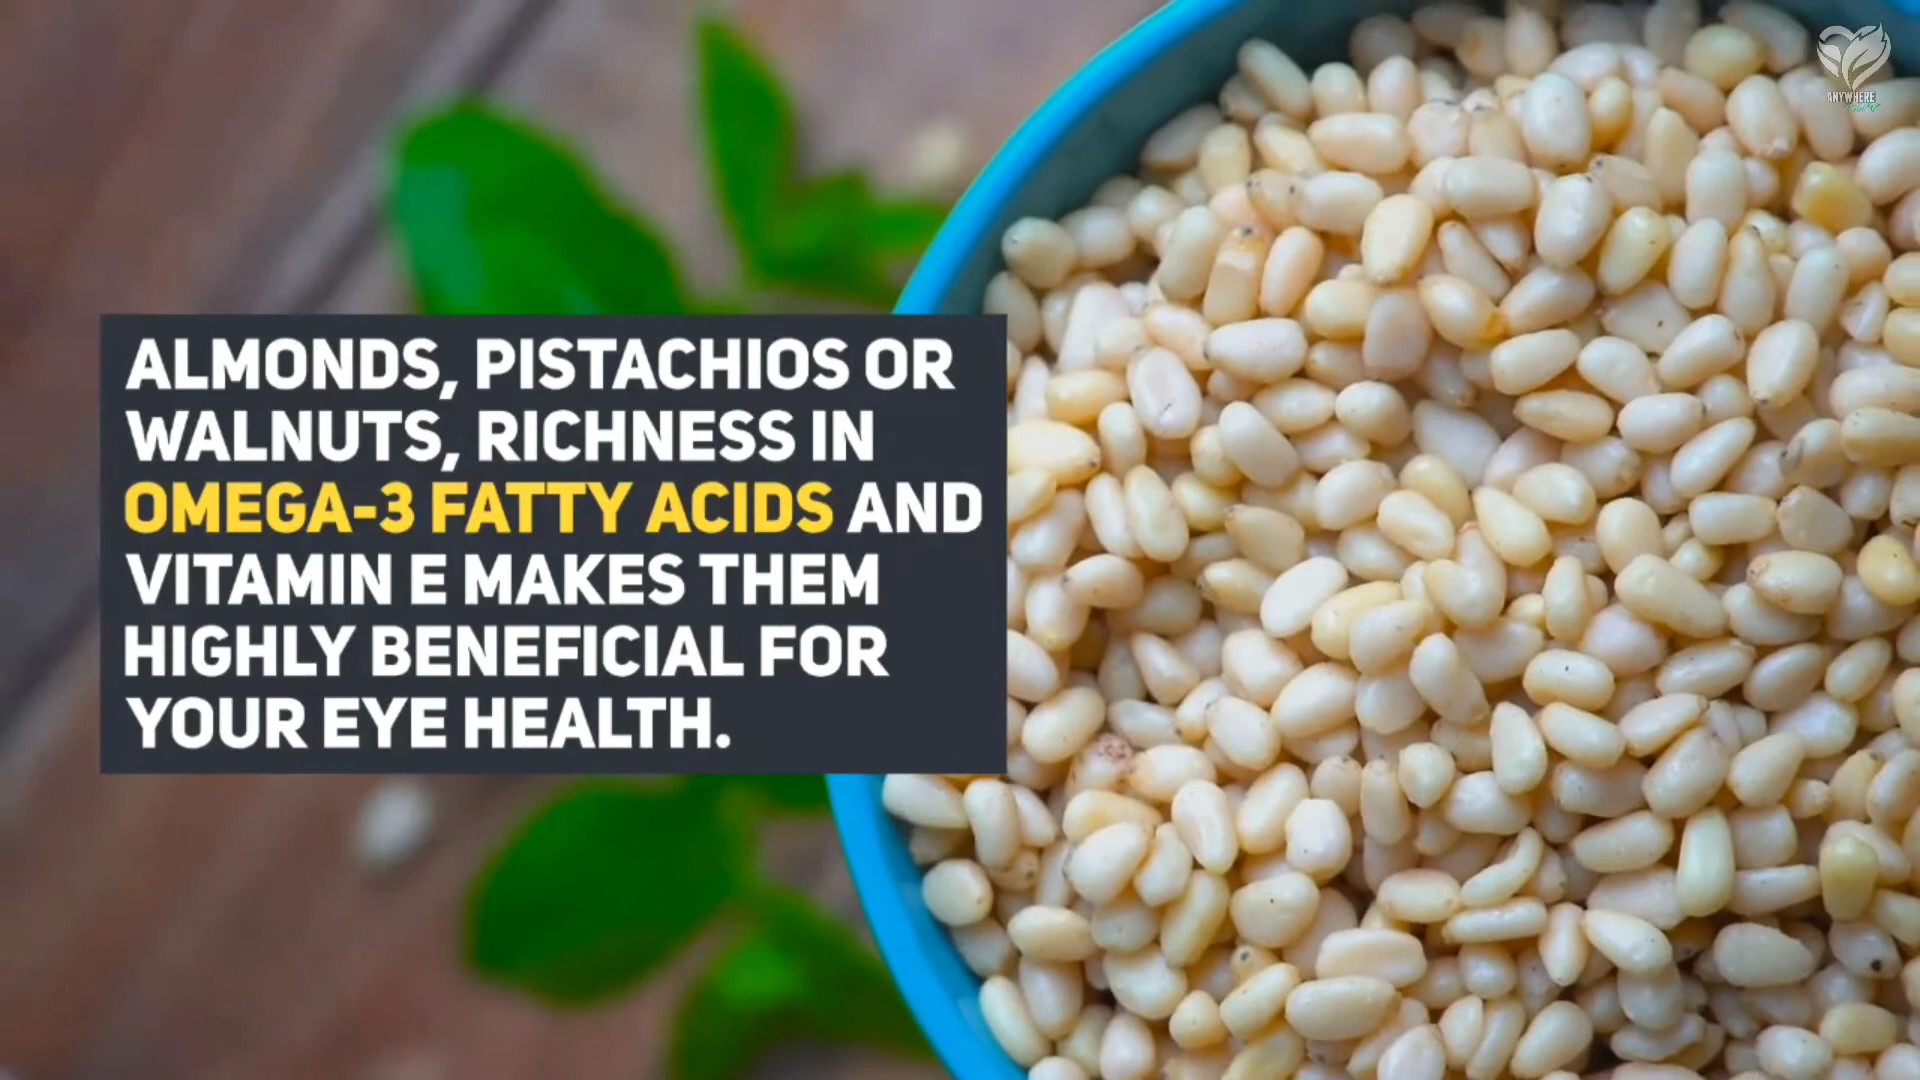 ANYWHERE
ALMONDS, PISTACHIOS OR
WALNUTS, RICHNESS IN
OMEGA-3 FATTY ACIDS AND
VITAMIN E MAKES THEM
HIGHLY BENEFICIAL FOR
YOUR EYE HEALTH.